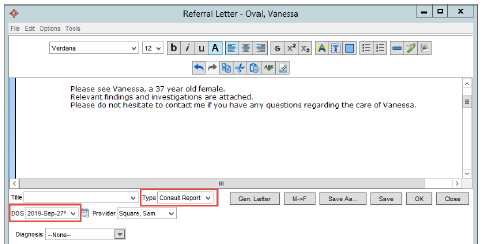 Referral Letter - Oval, Vanessa
File Edit Options Tools
Verdana 12 b i u A S X² X₂ A T
ABC
Please see Vanessa, a 37 year old female.
Relevant findings and investigations are attached.
Please do not hesitate to contact me if you have any questions regarding the care of Vanessa.
Title Type Consult Report Gen. Letter M->F Save As... Save OK Close
DOS 2019-Sep-27* Provider Square, Sam
Diagnosis --None--